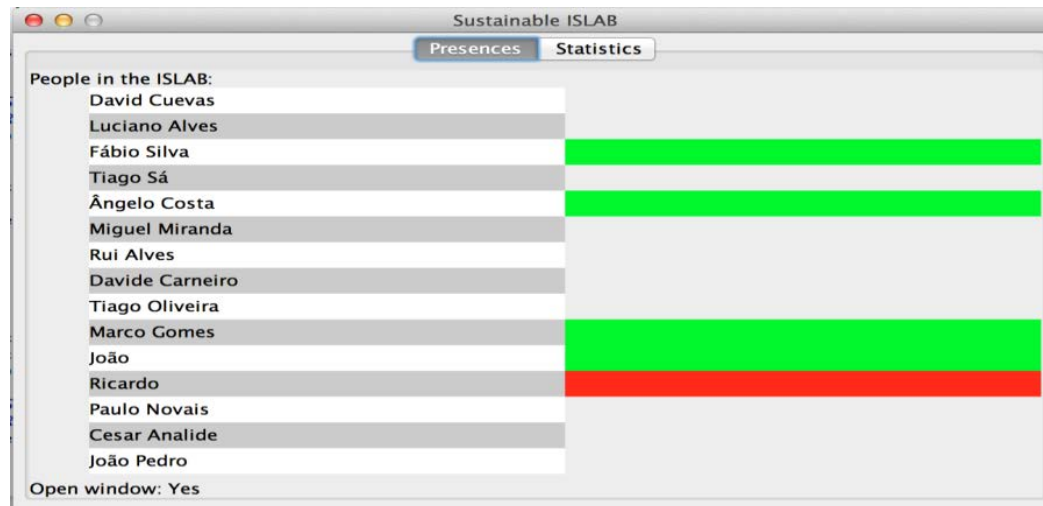 Sustainable ISLAB
Presences Statistics
People in the ISLAB:
David Cuevas
Luciano Alves
Fábio Silva
Tiago Sá
Ângelo Costa
Miguel Miranda
Rui Alves
Davide Carneiro
Tiago Oliveira
Marco Gomes
João
Ricardo
Paulo Novais
Cesar Analide
João Pedro
Open window: Yes